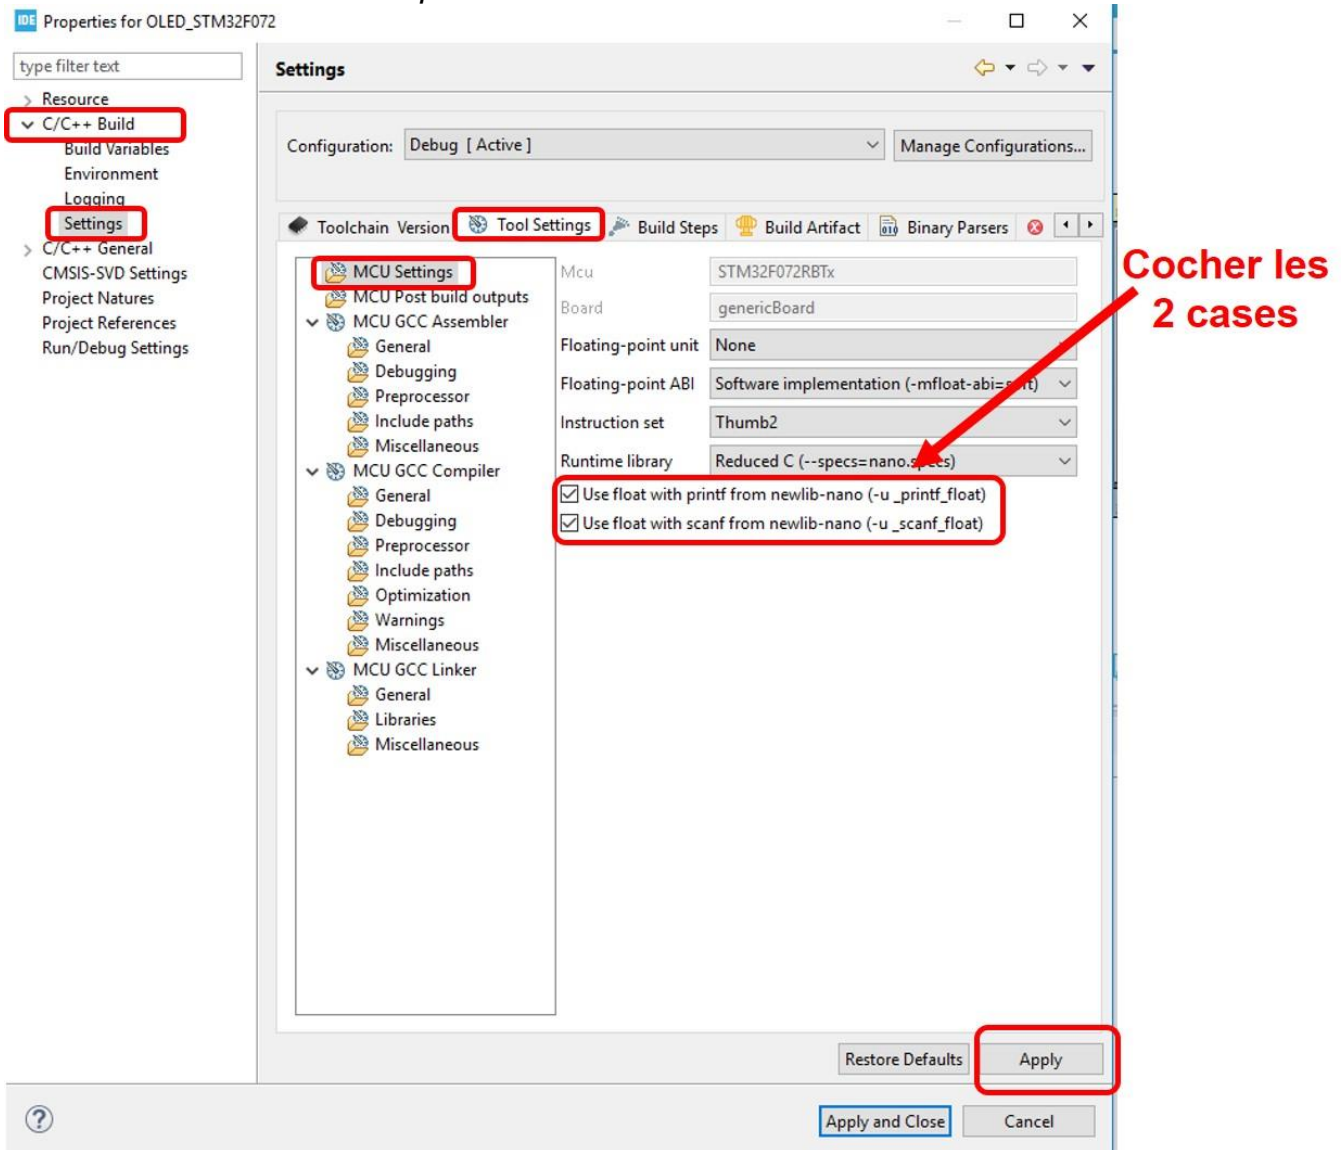 IDE Properties for OLED_STM32F072
type filter text
Resource
C/C++ Build
Build Variables
Environment
Logging
Settings
C/C++ General
CMSIS-SVD Settings
Project Natures
Project References
Run/Debug Settings
Settings
Configuration: Debug [ Active ] Manage Configurations...
Toolchain Version Tool Settings Build Steps Build Artifact Binary Parsers
MCU Settings
MCU Post build outputs
MCU GCC Assembler
General
Debugging
Preprocessor
Include paths
Miscellaneous
MCU GCC Compiler
General
Debugging
Preprocessor
Include paths
Optimization
Warnings
Miscellaneous
MCU GCC Linker
General
Libraries
Miscellaneous
Mcu STM32F072RBTx
Board genericBoard
Floating-point unit None
Floating-point ABI Software implementation
Instruction set Thumb2
Runtime library Reduced C (--specs=nano.specs)
Use float with printf from newlib-nano (-u _printf_float)
Use float with scanf from newlib-nano (-u _scanf_float)
Cocher les
2 cases
Restore Defaults Apply
Apply and Close Cancel